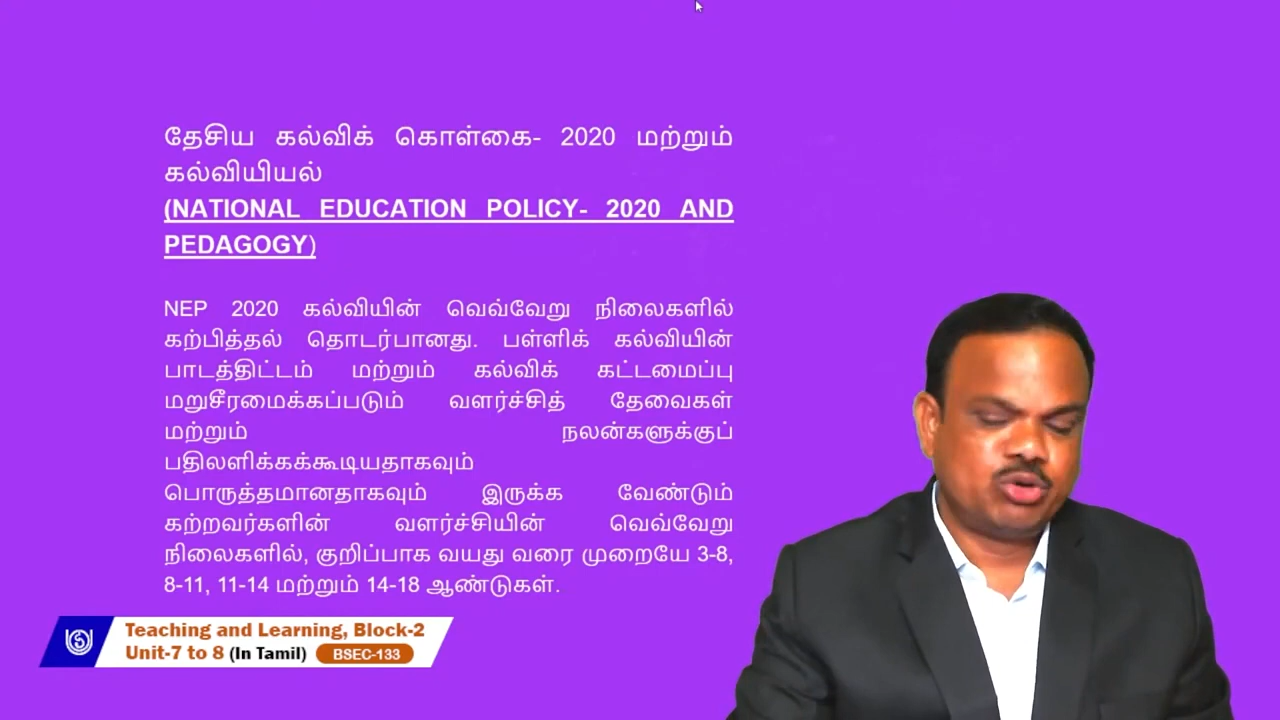 தேசிய கல்விக் கொள்கை- 2020 மற்றும்
கல்வியியல்
(NATIONAL EDUCATION POLICY- 2020 AND
PEDAGOGY)
NEP 2020 கல்வியின் வெவ்வேறு நிலைகளில்
கற்பித்தல் தொடர்பானது. பள்ளிக் கல்வியின்
பாடத்திட்டம் மற்றும் கல்விக் கட்டமைப்பு
மறுசீரமைக்கப்படும் வளர்ச்சித் தேவைகள்
மற்றும் நலன்களுக்குப்
பதிலளிக்கக்கூடியதாகவும்
பொருத்தமானதாகவும் இருக்க வேண்டும்
கற்றவர்களின் வளர்ச்சியின் வெவ்வேறு
நிலைகளில், குறிப்பாக வயது வரை முறையே 3-8,
8-11, 11-14 மற்றும் 14-18 ஆண்டுகள்.
Teaching and Learning, Block-2
Unit-7 to 8 (In Tamil) BSEC-133